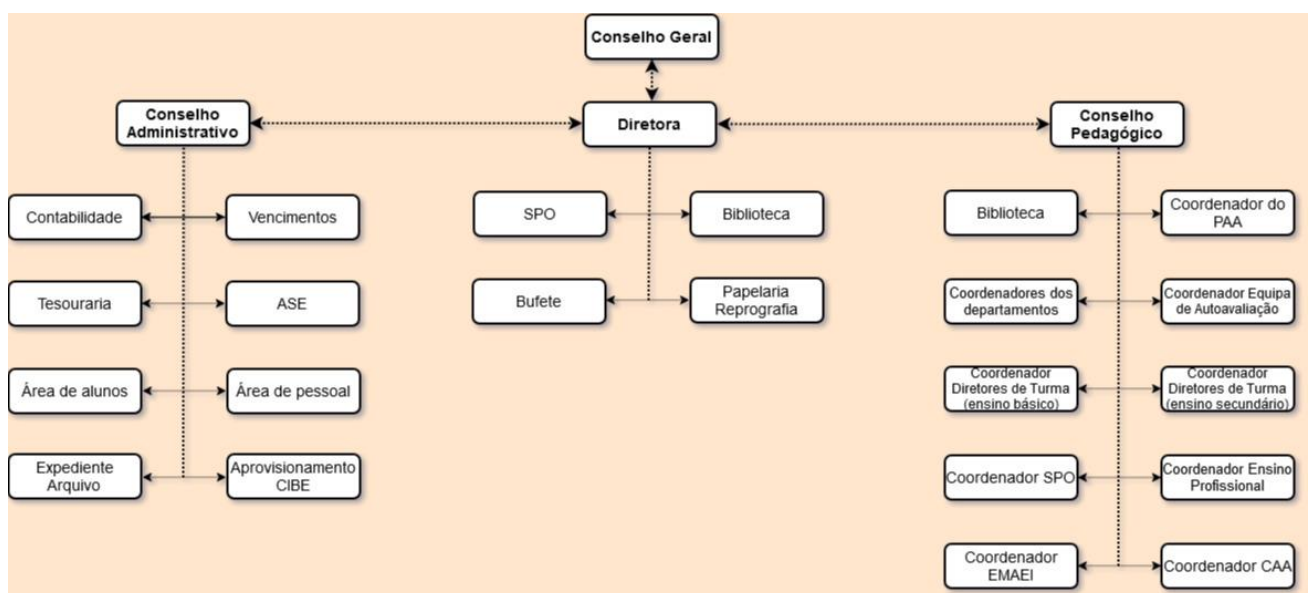 Conselho Geral
Conselho
Administrativo
Diretora
Conselho
Pedagógico
Contabilidade
Vencimentos
SPO
Biblioteca
Biblioteca
Coordenador do
PAA
Tesouraria
ASE
Bufete
Papelaria
Reprografia
Coordenadores dos
departamentos
Coordenador Equipa
de Autoavaliação
Área de alunos
Área de pessoal
Coordenador
Diretores de Turma
(ensino básico)
Coordenador
Diretores de Turma
(ensino secundário)
Expediente
Arquivo
Aprovisionamento
CIBE
Coordenador SPO
Coordenador Ensino
Profissional
Coordenador
EMAEI
Coordenador CAA